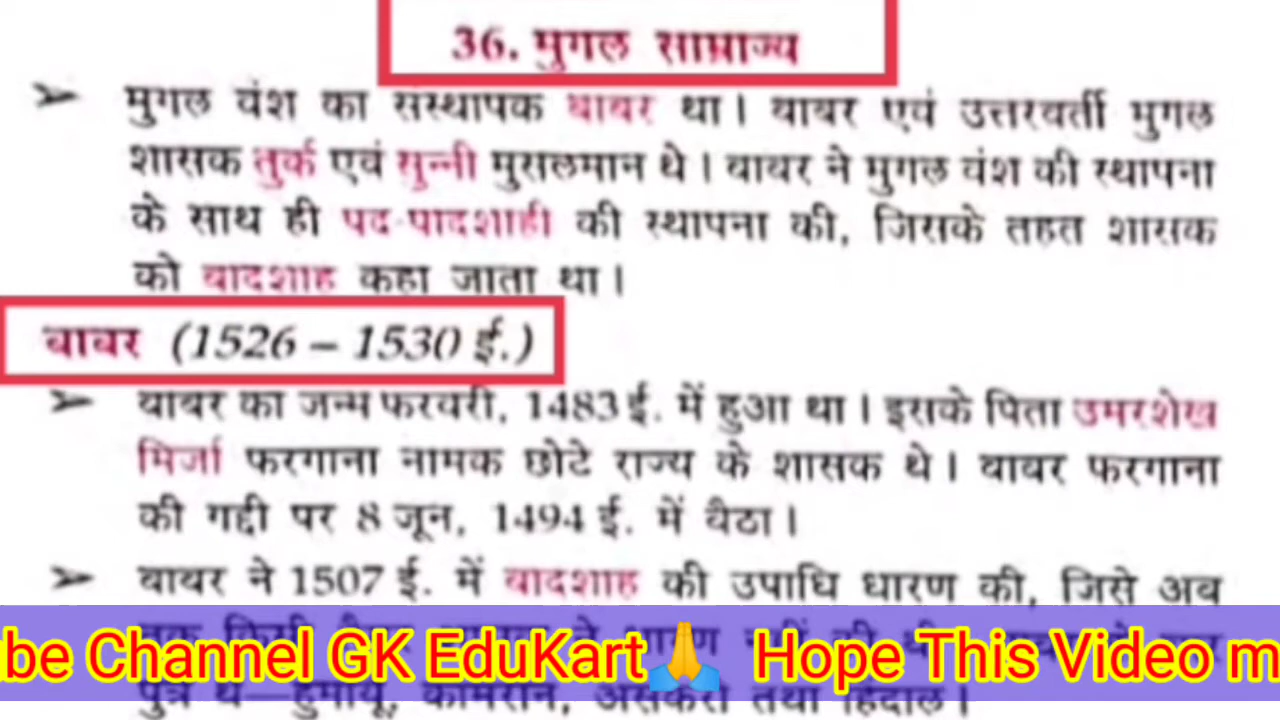 36. मुगल साम्राज्य
➢ मुगल वंश का संस्थापक बाबर था। बाबर एवं उत्तरवर्ती मुगल
शासक तुर्क एवं सुन्नी मुसलमान थे। बाबर ने मुगल वंश की स्थापना
के साथ ही पद-पादशाही की स्थापना की, जिसके तहत शासक
को बादशाह कहा जाता था।
बाबर (1526 – 1530 ई.)
➢ बाबर का जन्म फरवरी, 1483 ई. में हुआ था। इसके पिता उमरशेख
मिर्जा फरगाना नामक छोटे राज्य के शासक थे। बाबर फरगाना
की गद्दी पर 8 जून, 1494 ई. में बैठा।
➢ बाबर ने 1507 ई. में बादशाह की उपाधि धारण की, जिसे अब
be Channel GK EduKart🙏 Hope This Video m
पुत्र थे—हुमायूँ, कामरान, असकरी तथा हिंदाल।